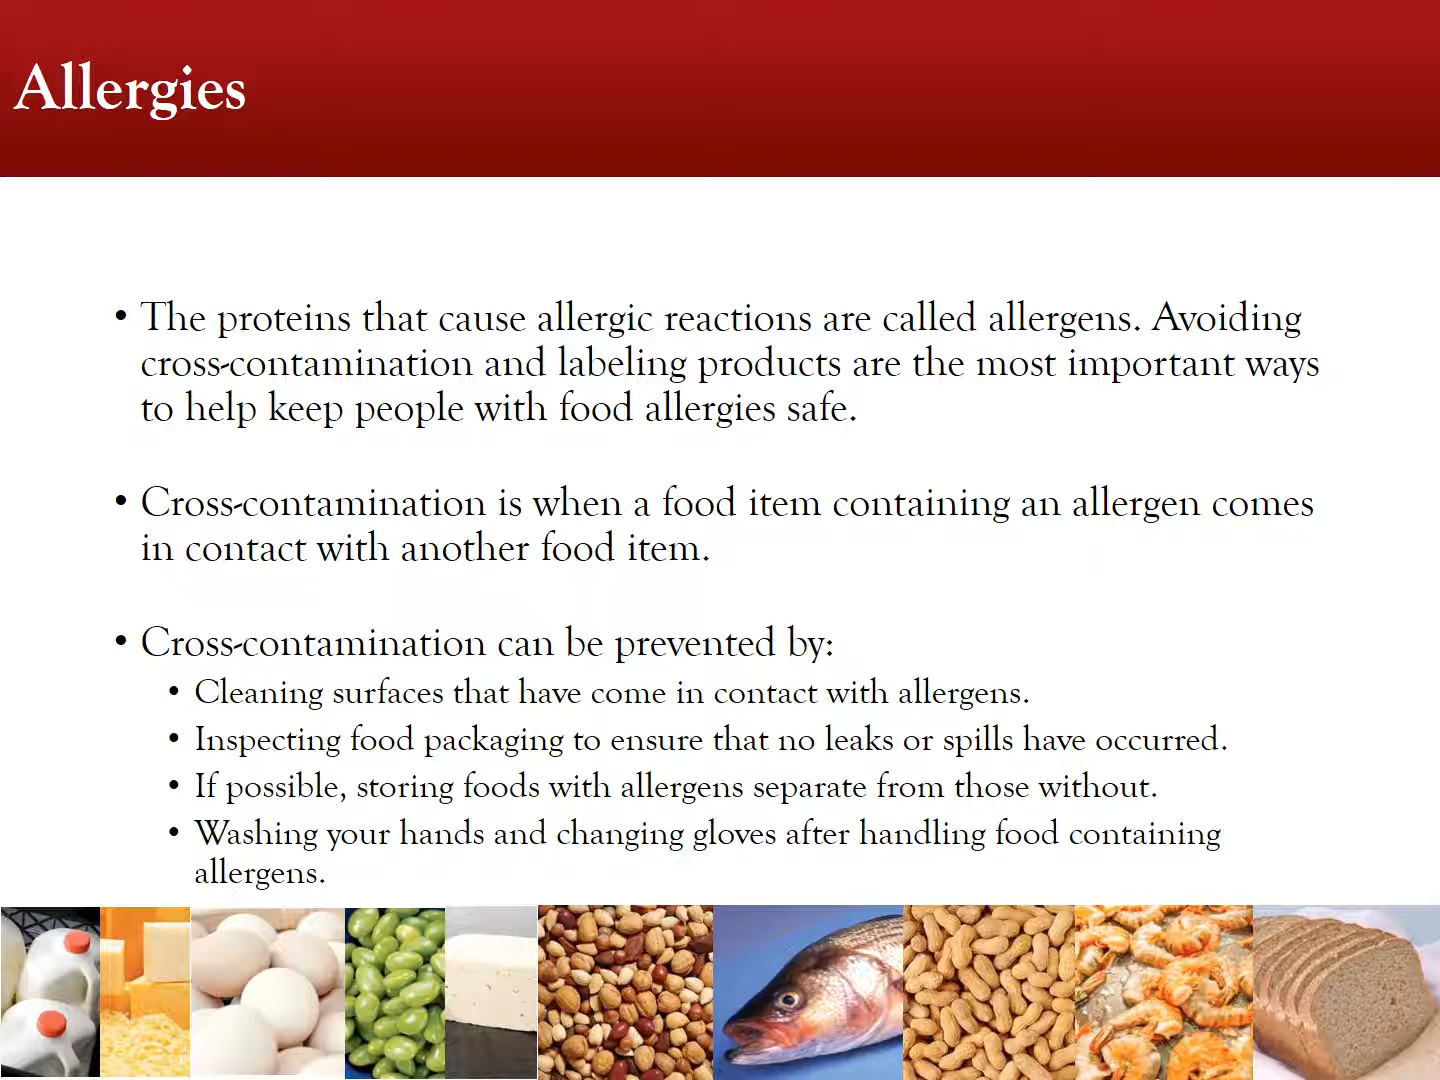 Allergies
• The proteins that cause allergic reactions are called allergens. Avoiding
cross-contamination and labeling products are the most important ways
to help keep people with food allergies safe.
• Cross-contamination is when a food item containing an allergen comes
in contact with another food item.
• Cross-contamination can be prevented by:
• Cleaning surfaces that have come in contact with allergens.
• Inspecting food packaging to ensure that no leaks or spills have occurred.
• If possible, storing foods with allergens separate from those without.
• Washing your hands and changing gloves after handling food containing
allergens.